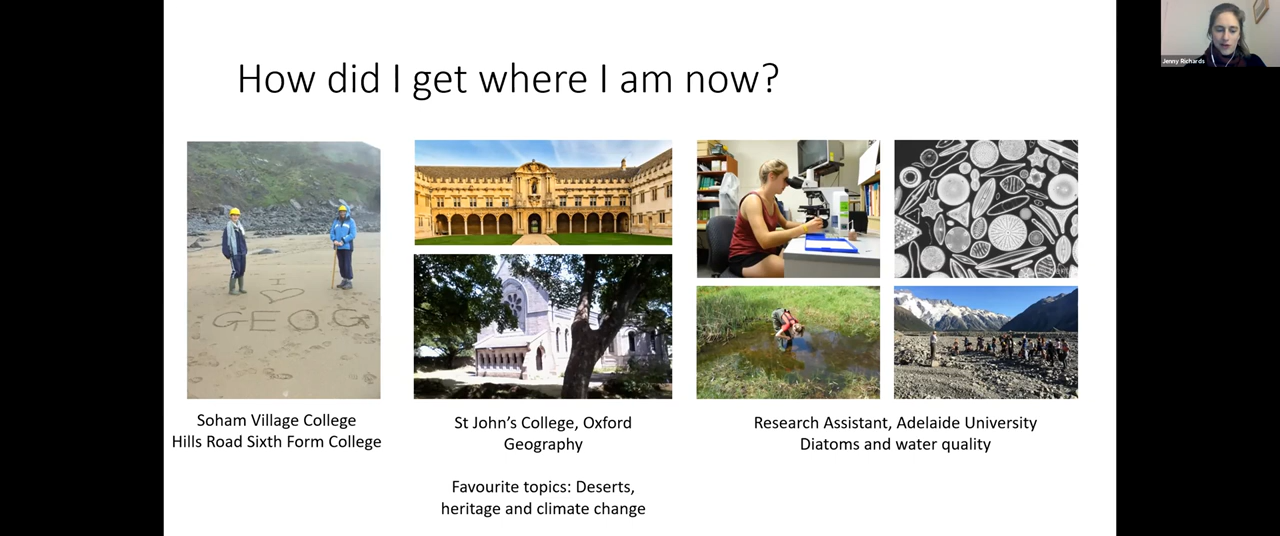 How did I get where I am now?
Jenny Richards
I
GEOG
Soham Village College
Hills Road Sixth Form College
St John's College, Oxford
Geography
Favourite topics: Deserts,
heritage and climate change
Research Assistant, Adelaide University
Diatoms and water quality